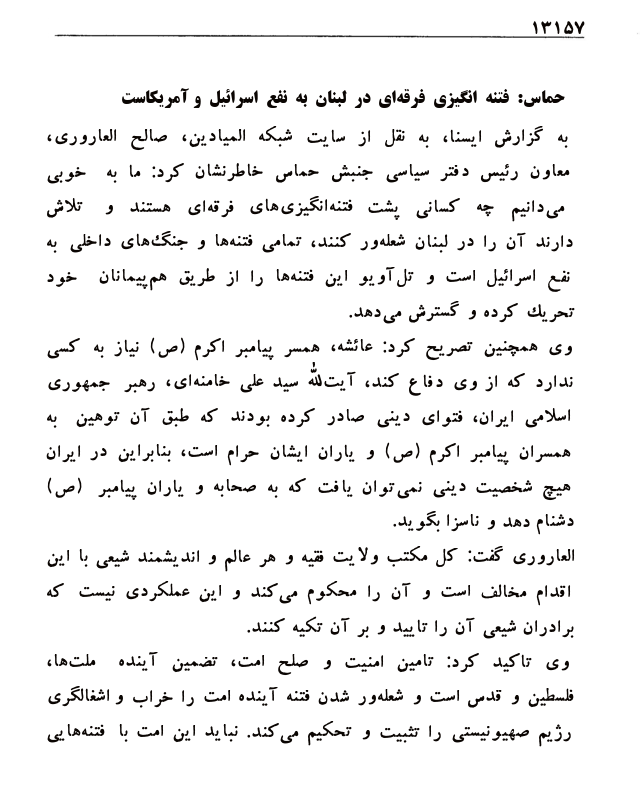 ۱۳۱۵۷
حماس: فتنه انگیزی فرقه‌ای در لبنان به نفع اسرائیل و آمریکاست
به گزارش ایسنا، به نقل از سایت شبکه المیادین، صالح العاروری،
معاون رئیس دفتر سیاسی جنبش حماس خاطرنشان کرد: ما به خوبی
می‌دانیم چه کسانی پشت فتنه‌انگیزی‌های فرقه‌ای هستند و تلاش
دارند آن را در لبنان شعله‌ور کنند، تمامی فتنه‌ها و جنگ‌های داخلی به
نفع اسرائیل است و تل‌آویو این فتنه‌ها را از طریق هم‌پیمانان خود
تحریك کرده و گسترش می‌دهد.
وی همچنین تصریح کرد: عائشه، همسر پیامبر اکرم (ص) نیاز به کسی
ندارد که از وی دفاع کند، آیت‌الله سید علی خامنه‌ای، رهبر جمهوری
اسلامی ایران، فتوای دینی صادر کرده بودند که طبق آن توهین به
همسران پیامبر اکرم (ص) و یاران ایشان حرام است، بنابراین در ایران
هیچ شخصیت دینی نمی‌توان یافت که به صحابه و یاران پیامبر (ص)
دشنام دهد و ناسزا بگوید.
العاروری گفت: کل مکتب ولایت فقیه و هر عالم و اندیشمند شیعی با این
اقدام مخالف است و آن را محکوم می‌کند و این عملکردی نیست که
برادران شیعی آن را تایید و بر آن تکیه کنند.
وی تاکید کرد: تامین امنیت و صلح امت، تضمین آینده ملت‌ها،
فلسطین و قدس است و شعله‌ور شدن فتنه آینده امت را خراب و اشغالگری
رژیم صهیونیستی را تثبیت و تحکیم می‌کند. نباید این امت با فتنه‌هایی